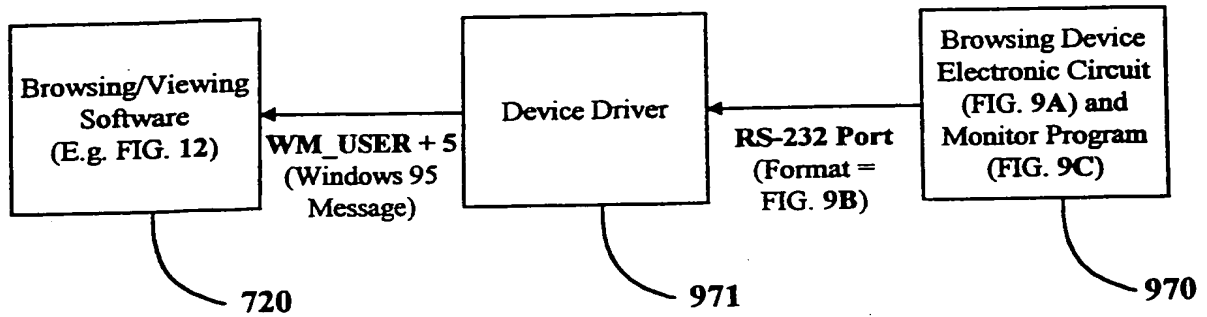 Browsing/Viewing
Software
(E.g. FIG. 12)
WM_USER + 5
(Windows 95
Message)
Device Driver
RS-232 Port
(Format =
FIG. 9B)
Browsing Device
Electronic Circuit
(FIG. 9A) and
Monitor Program
(FIG. 9C)
720
971
970